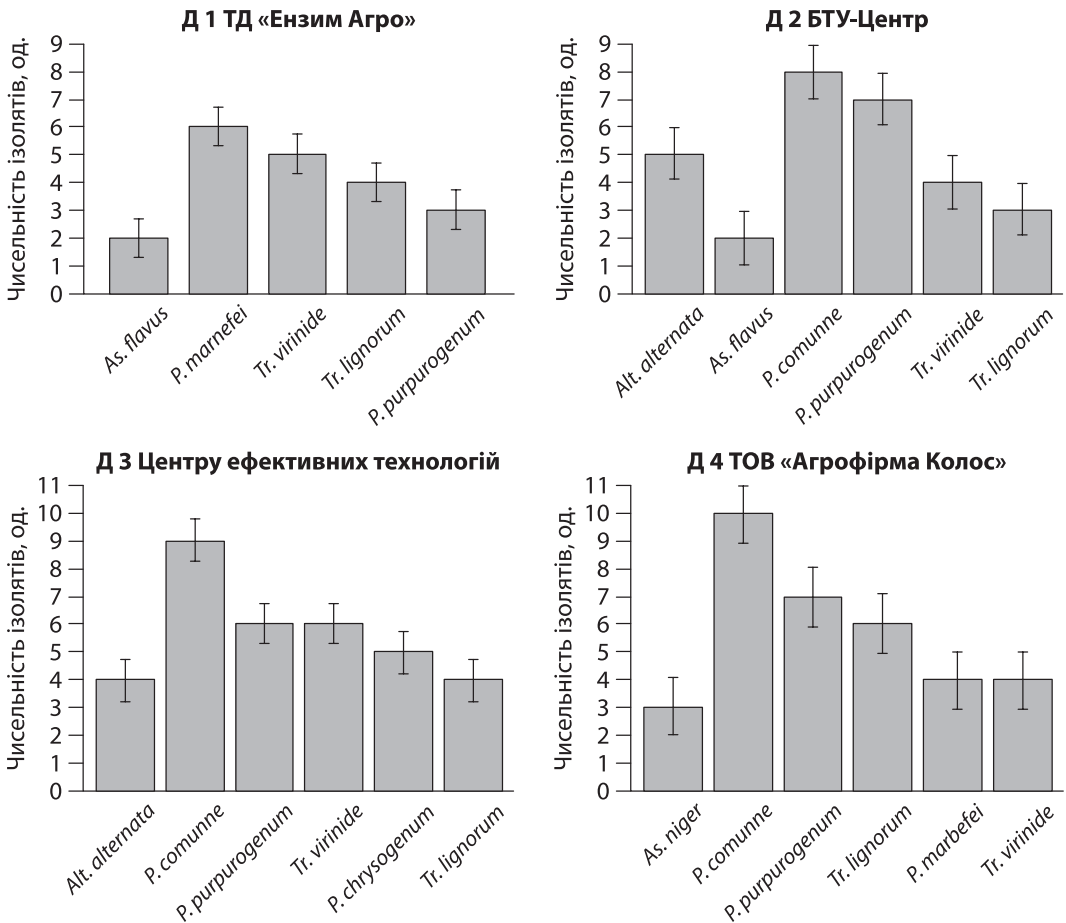 Д 1 ТД «Ензим Агро»
Чисельність ізолятів, од.
9
8
7
6
5
4
3
2
1
0
As. flavus
P. marnefei
Tr. virinide
Tr. lignorum
P. purpurogenum
Д 2 БТУ-Центр
Чисельність ізолятів, од.
9
8
7
6
5
4
3
2
1
0
Alt. alternata
As. flavus
P. comunne
P. purpurogenum
Tr. virinide
Tr. lignorum
Д 3 Центру ефективних технологій
Чисельність ізолятів, од.
11
10
9
8
7
6
5
4
3
2
1
0
Alt. alternata
P. comunne
P. purpurogenum
Tr. virinide
P. chrysogenum
Tr. lignorum
Д 4 ТОВ «Агрофірма Колос»
Чисельність ізолятів, од.
11
10
9
8
7
6
5
4
3
2
1
0
As. niger
P. comunne
P. purpurogenum
Tr. lignorum
P. marbefei
Tr. virinide